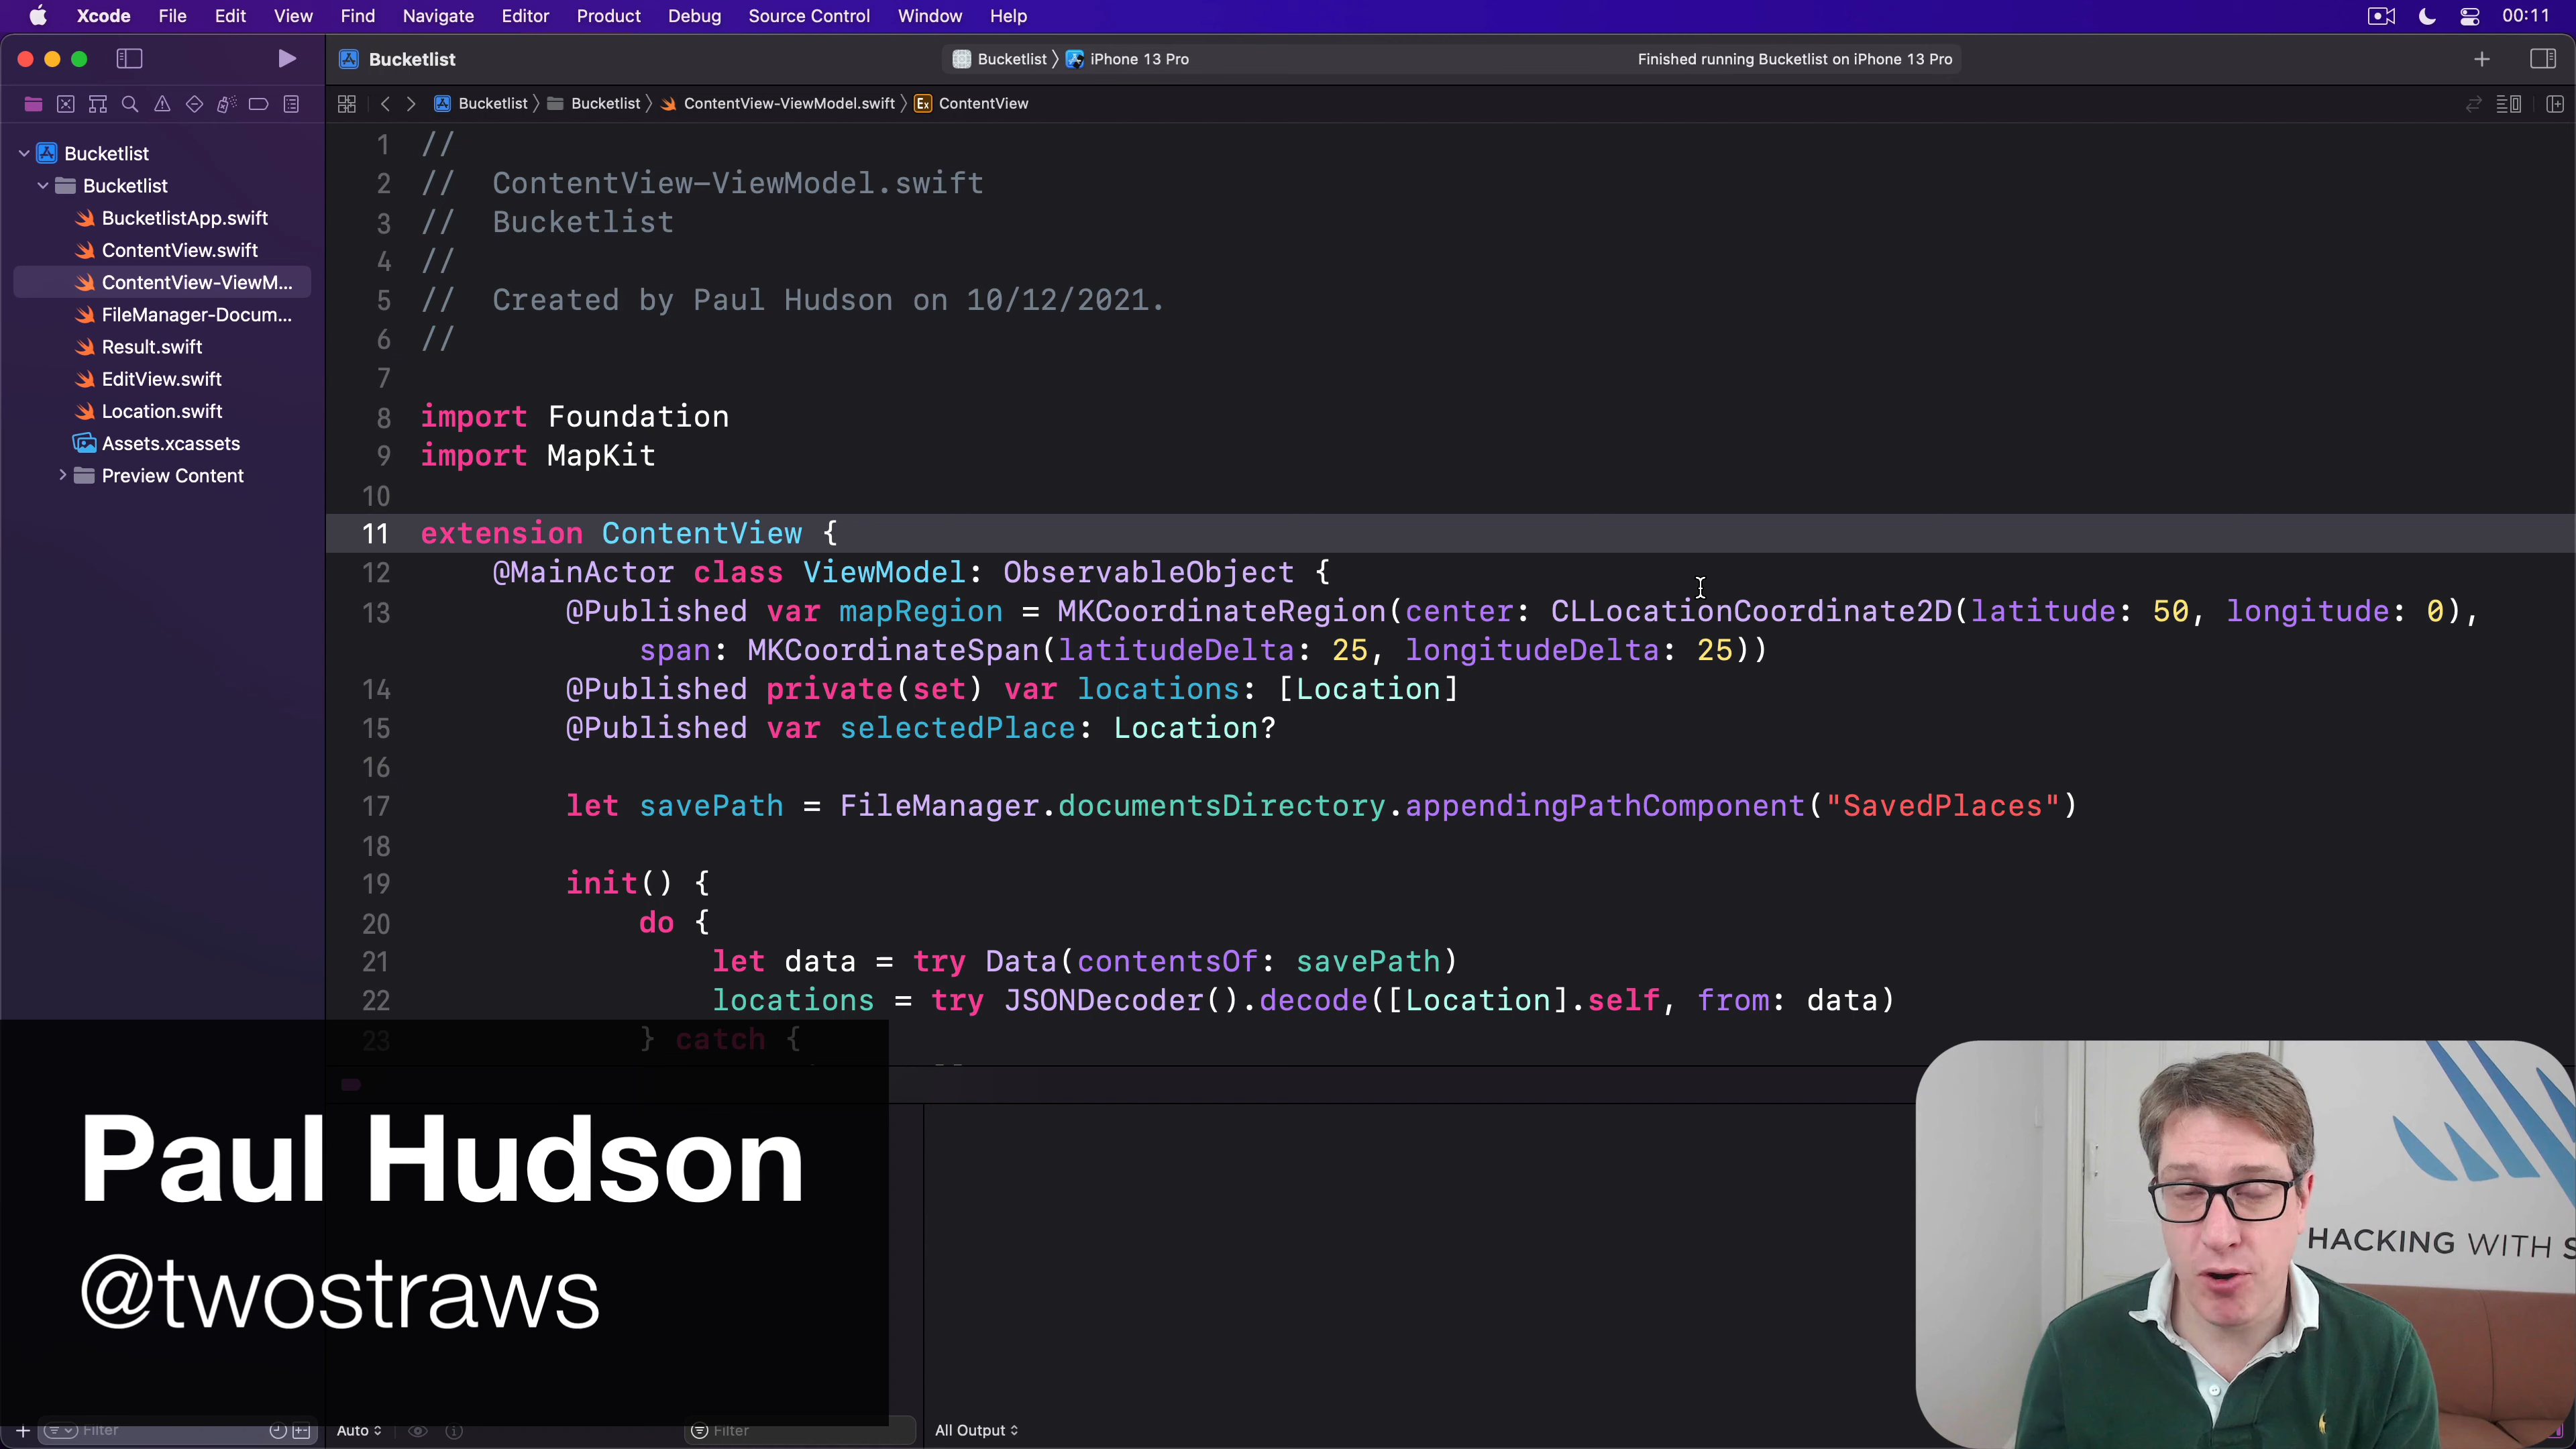 Xcode File Edit View Find Navigate Editor Product Debug Source Control Window Help 00:11
Bucketlist
Bucketlist iPhone 13 Pro
Finished running Bucketlist on iPhone 13 Pro
Bucketlist Bucketlist ContentView-ViewModel.swift Ex ContentView
Bucketlist
Bucketlist
BucketlistApp.swift
ContentView.swift
ContentView-ViewM...
FileManager-Docum...
Result.swift
EditView.swift
Location.swift
Assets.xcassets
Preview Content
1 //
2 // ContentView-ViewModel.swift
3 // Bucketlist
4 //
5 // Created by Paul Hudson on 10/12/2021.
6 //
7
8 import Foundation
9 import MapKit
10
11 extension ContentView {
12 @MainActor class ViewModel: ObservableObject {
13 @Published var mapRegion = MKCoordinateRegion(center: CLLocationCoordinate2D(latitude: 50, longitude: 0),
span: MKCoordinateSpan(latitudeDelta: 25, longitudeDelta: 25))
14 @Published private(set) var locations: [Location]
15 @Published var selectedPlace: Location?
16
17 let savePath = FileManager.documentsDirectory.appendingPathComponent("SavedPlaces")
18
19 init() {
20 do {
21 let data = try Data(contentsOf: savePath)
22 locations = try JSONDecoder().decode([Location].self, from: data)
23 } catch {
Paul Hudson
@twostraws
HACKING WITH S
Filter
Auto
Filter
All Output